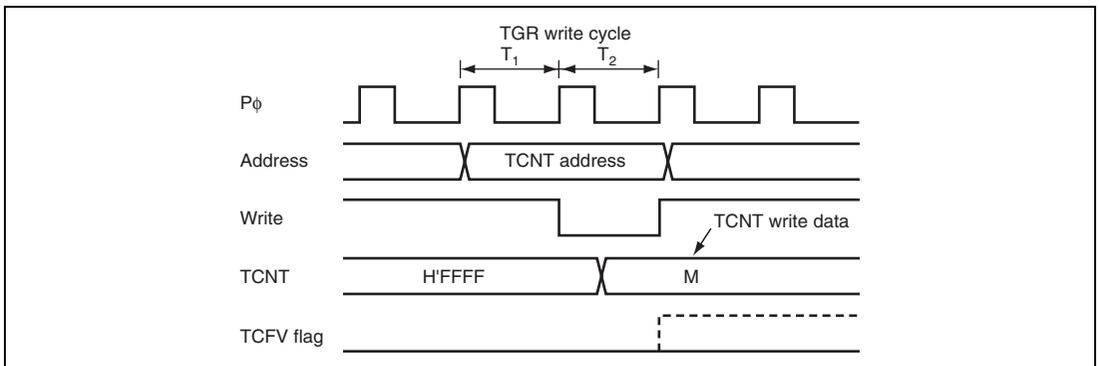 TGR write cycle
T1 T2
Pϕ
Address TCNT address
Write
TCNT write data
TCNT H'FFFF M
TCFV flag